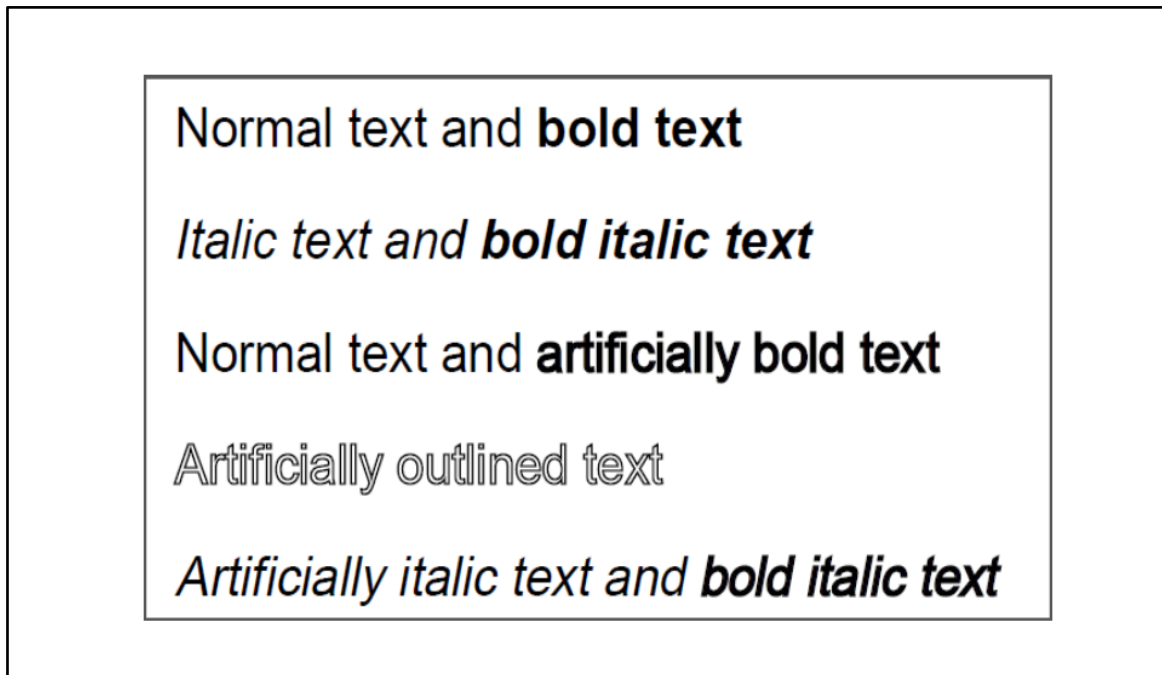 Normal text and bold text
Italic text and bold italic text
Normal text and artificially bold text
Artificially outlined text
Artificially italic text and bold italic text